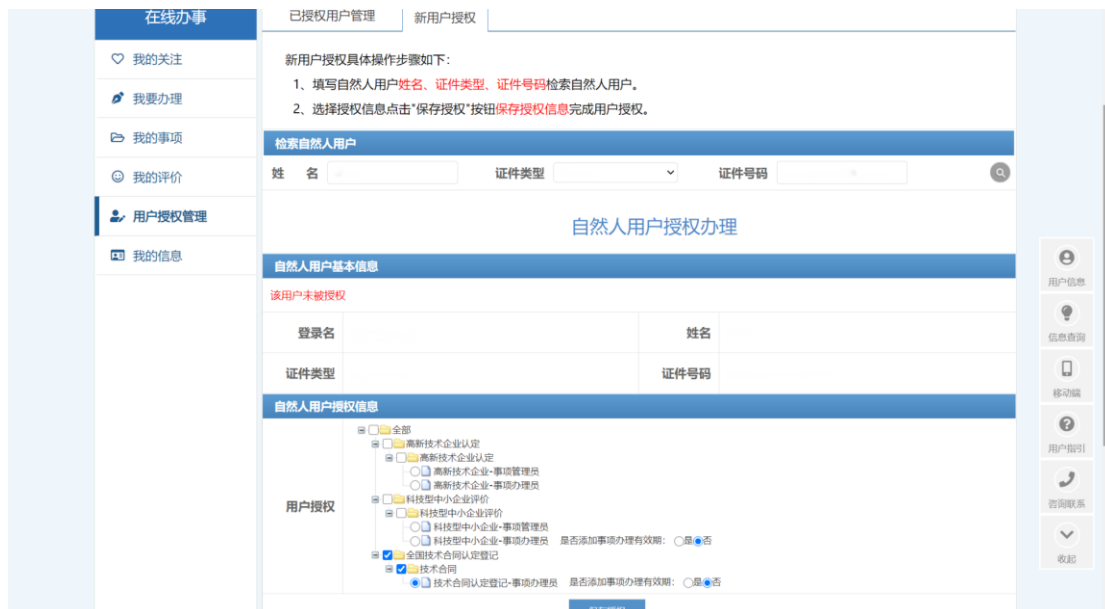 在线办事
已授权用户管理 新用户授权
我的关注
我要办理
我的事项
我的评价
用户授权管理
我的信息
新用户授权具体操作步骤如下：
1、填写自然人用户姓名、证件类型、证件号码检索自然人用户。
2、选择授权信息点击"保存授权"按钮保存授权信息完成用户授权。
检索自然人用户
姓 名 证件类型 证件号码
自然人用户授权办理
自然人用户基本信息
该用户未被授权
登录名 姓名
证件类型 证件号码
自然人用户授权信息
用户授权
全部
高新技术企业认定
高新技术企业认定
高新技术企业-事项管理员
高新技术企业-事项办理员
科技型中小企业评价
科技型中小企业评价
科技型中小企业-事项管理员
科技型中小企业-事项办理员 是否添加事项办理有效期： 是 否
全国技术合同认定登记
技术合同
技术合同认定登记-事项办理员 是否添加事项办理有效期： 是 否
用户信息
信息查询
移动端
用户指引
咨询联系
收起